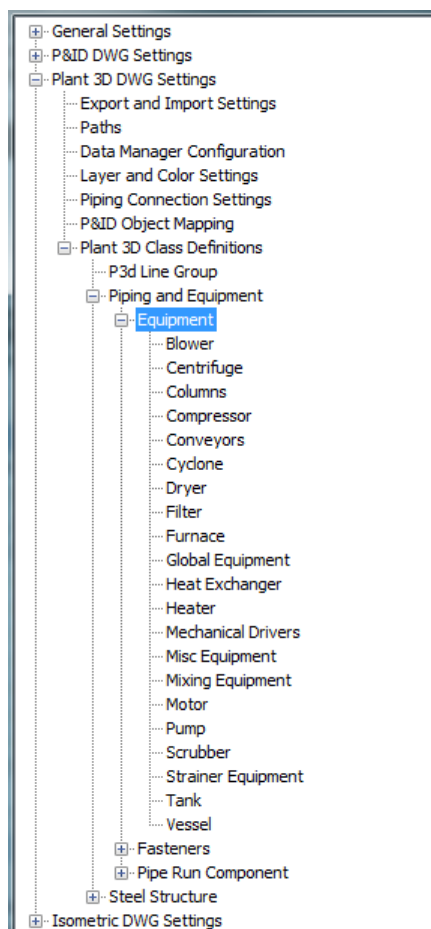 General Settings
P&ID DWG Settings
Plant 3D DWG Settings
Export and Import Settings
Paths
Data Manager Configuration
Layer and Color Settings
Piping Connection Settings
P&ID Object Mapping
Plant 3D Class Definitions
P3d Line Group
Piping and Equipment
Equipment
Blower
Centrifuge
Columns
Compressor
Conveyors
Cyclone
Dryer
Filter
Furnace
Global Equipment
Heat Exchanger
Heater
Mechanical Drivers
Misc Equipment
Mixing Equipment
Motor
Pump
Scrubber
Strainer Equipment
Tank
Vessel
Fasteners
Pipe Run Component
Steel Structure
Isometric DWG Settings